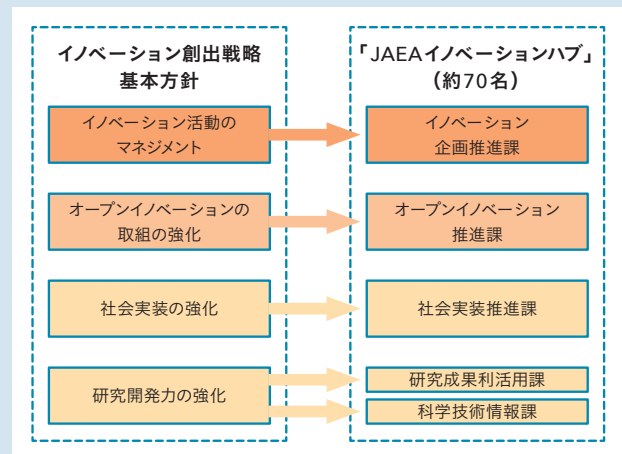 イノベーション創出戦略
基本方針
イノベーション活動の
マネジメント
オープンイノベーションの
取組の強化
社会実装の強化
研究開発力の強化
「JAEAイノベーションハブ」
（約70名）
イノベーション
企画推進課
オープンイノベーション
推進課
社会実装推進課
研究成果利活用課
科学技術情報課